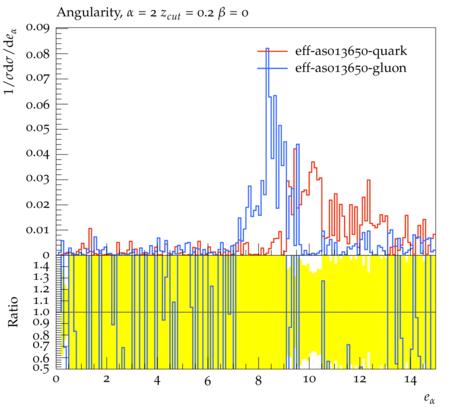 Angularity, α = 2 z_cut = 0.2 β = 0
1/σdσ/de_α
0.09
0.08
0.07
0.06
0.05
0.04
0.03
0.02
0.01
0
eff-as013650-quark
eff-as013650-gluon
Ratio
1.4
1.3
1.2
1.1
1.0
0.9
0.8
0.7
0.6
0.5
0 2 4 6 8 10 12 14
e_α